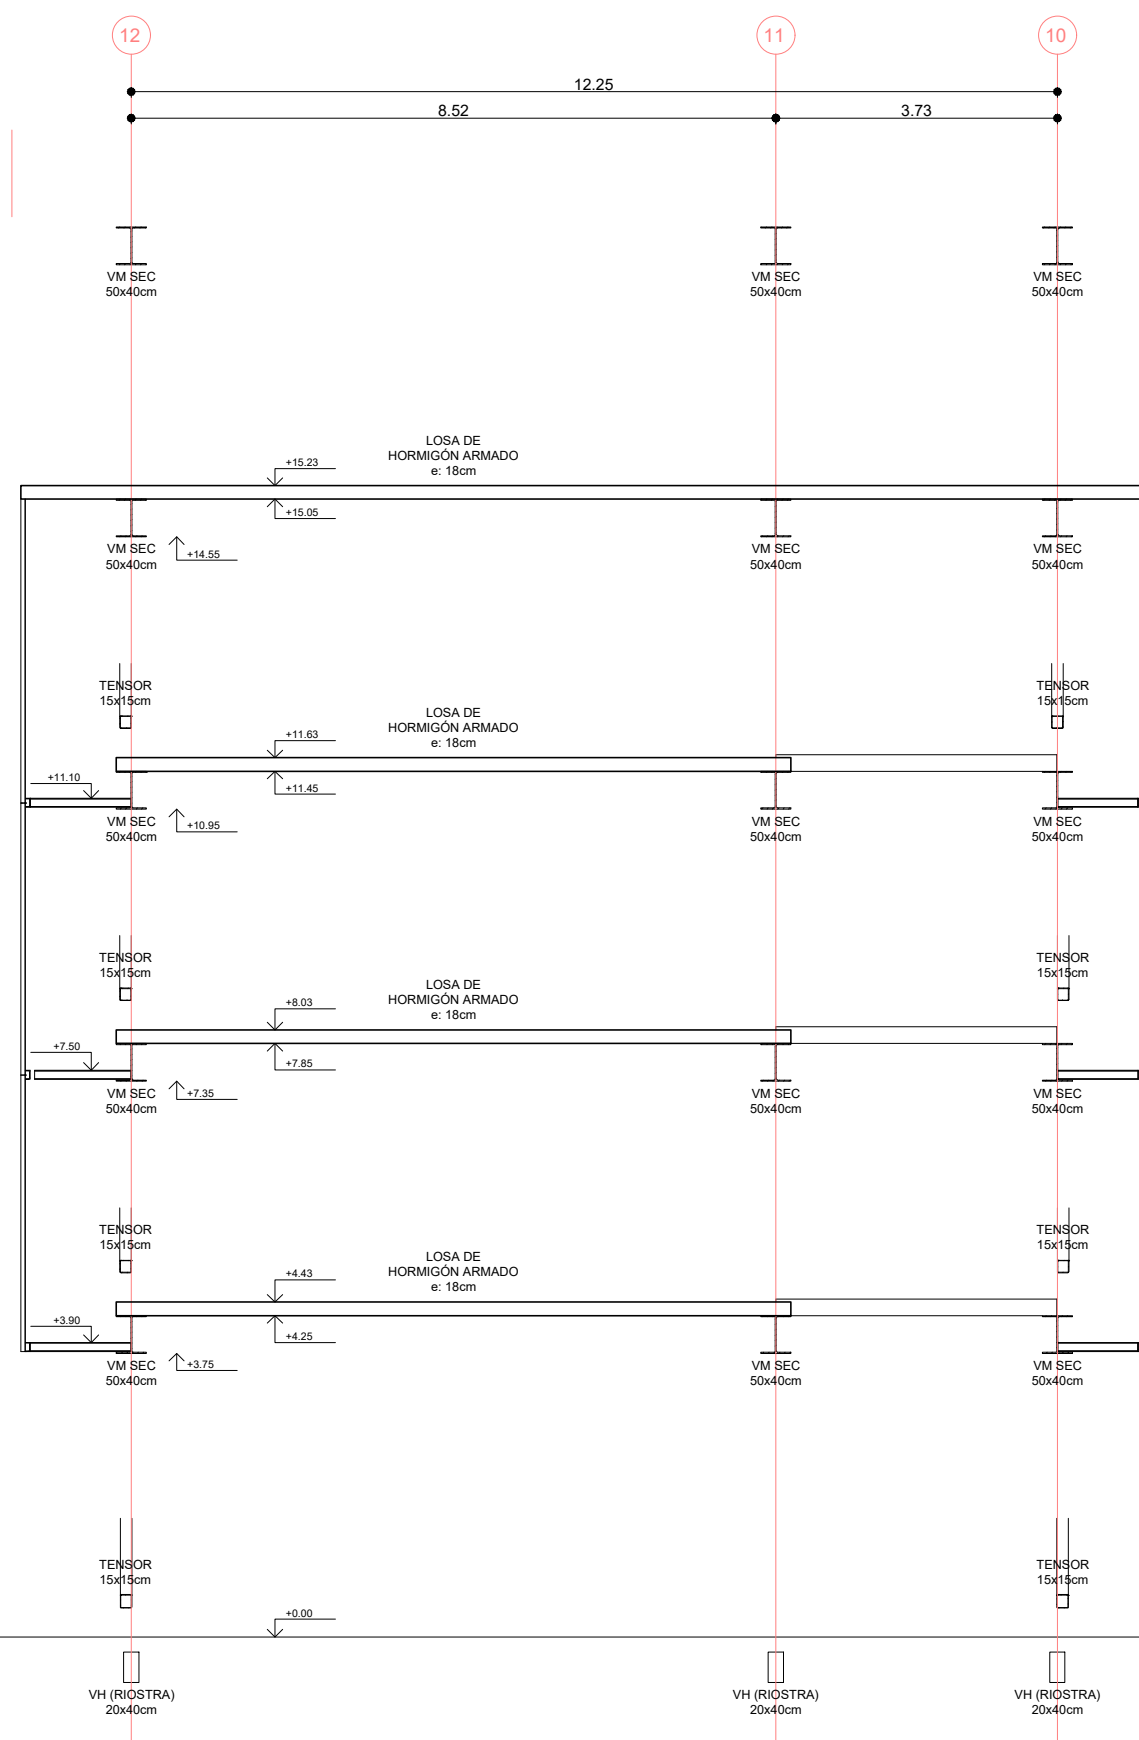 12
11
10
12.25
8.52
3.73
VM SEC
50x40cm
VM SEC
50x40cm
VM SEC
50x40cm
LOSA DE
HORMIGÓN ARMADO
e: 18cm
+15.23
+15.05
VM SEC
50x40cm
+14.55
VM SEC
50x40cm
VM SEC
50x40cm
TENSOR
15x15cm
TENSOR
15x15cm
LOSA DE
HORMIGÓN ARMADO
e: 18cm
+11.63
+11.10
+11.45
VM SEC
50x40cm
+10.95
VM SEC
50x40cm
VM SEC
50x40cm
TENSOR
15x15cm
TENSOR
15x15cm
LOSA DE
HORMIGÓN ARMADO
e: 18cm
+8.03
+7.50
+7.85
VM SEC
50x40cm
+7.35
VM SEC
50x40cm
VM SEC
50x40cm
TENSOR
15x15cm
TENSOR
15x15cm
LOSA DE
HORMIGÓN ARMADO
e: 18cm
+4.43
+3.90
+4.25
VM SEC
50x40cm
+3.75
VM SEC
50x40cm
VM SEC
50x40cm
TENSOR
15x15cm
TENSOR
15x15cm
+0.00
VH (RIOSTRA)
20x40cm
VH (RIOSTRA)
20x40cm
VH (RIOSTRA)
20x40cm